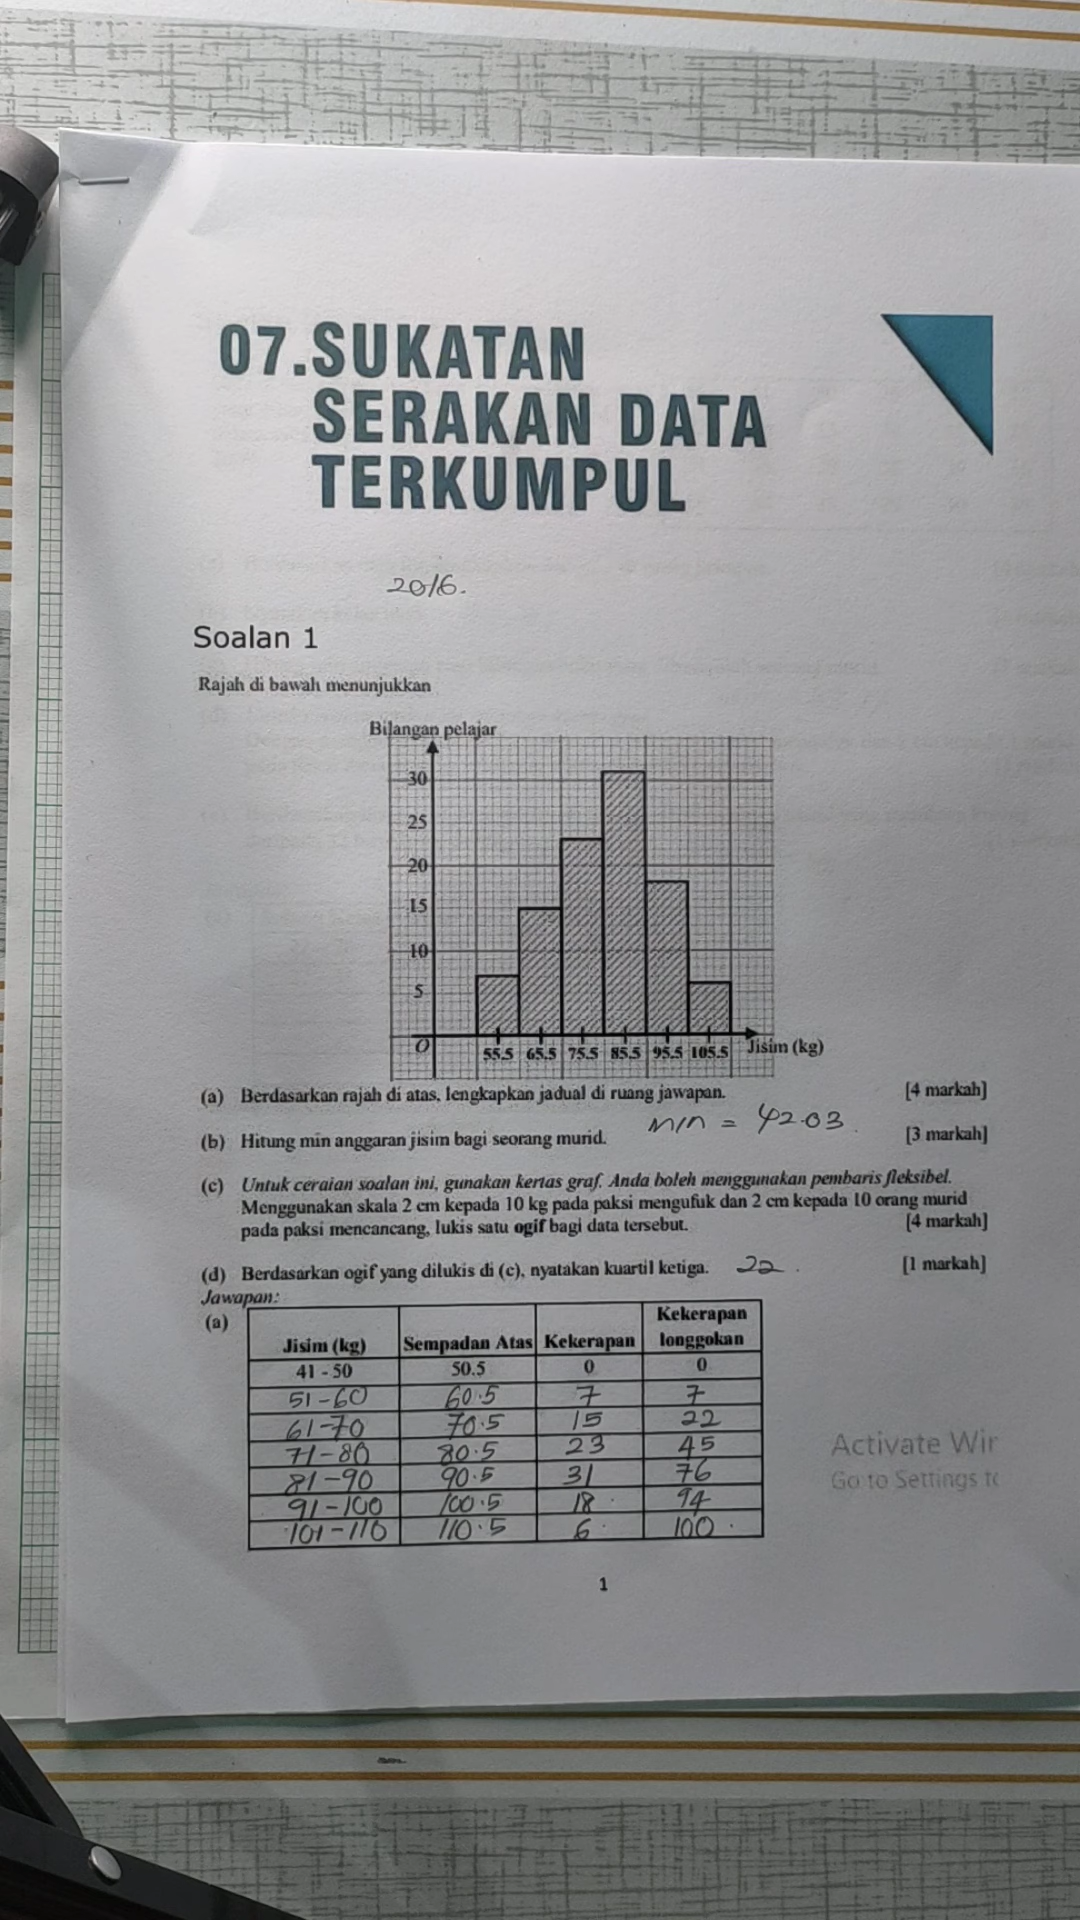 07.SUKATAN
SERAKAN DATA
TERKUMPUL
2016.
Soalan 1
Rajah di bawah menunjukkan
Bilangan pelajar
30
25
20
15
10
5
O
55.5 65.5 75.5 85.5 95.5 105.5 Jisim (kg)
(a) Berdasarkan rajah di atas, lengkapkan jadual di ruang jawapan. [4 markah]
(b) Hitung min anggaran jisim bagi seorang murid. min = 42.03 [3 markah]
(c) Untuk ceraian soalan ini, gunakan kertas graf. Anda boleh menggunakan pembaris fleksibel.
Menggunakan skala 2 cm kepada 10 kg pada paksi mengufuk dan 2 cm kepada 10 orang murid
pada paksi mencancang, lukis satu ogif bagi data tersebut. [4 markah]
(d) Berdasarkan ogif yang dilukis di (c), nyatakan kuartil ketiga. 22. [1 markah]
Jawapan:
(a)
Jisim (kg) Sempadan Atas Kekerapan Kekerapan longgokan
41 - 50 50.5 0 0
51-60 60.5 7 7
61-70 70.5 15 22
71-80 80.5 23 45
81-90 90.5 31 76
91-100 100.5 18 94
101-110 110.5 6 100
Activate Wir
Go to Settings to
1